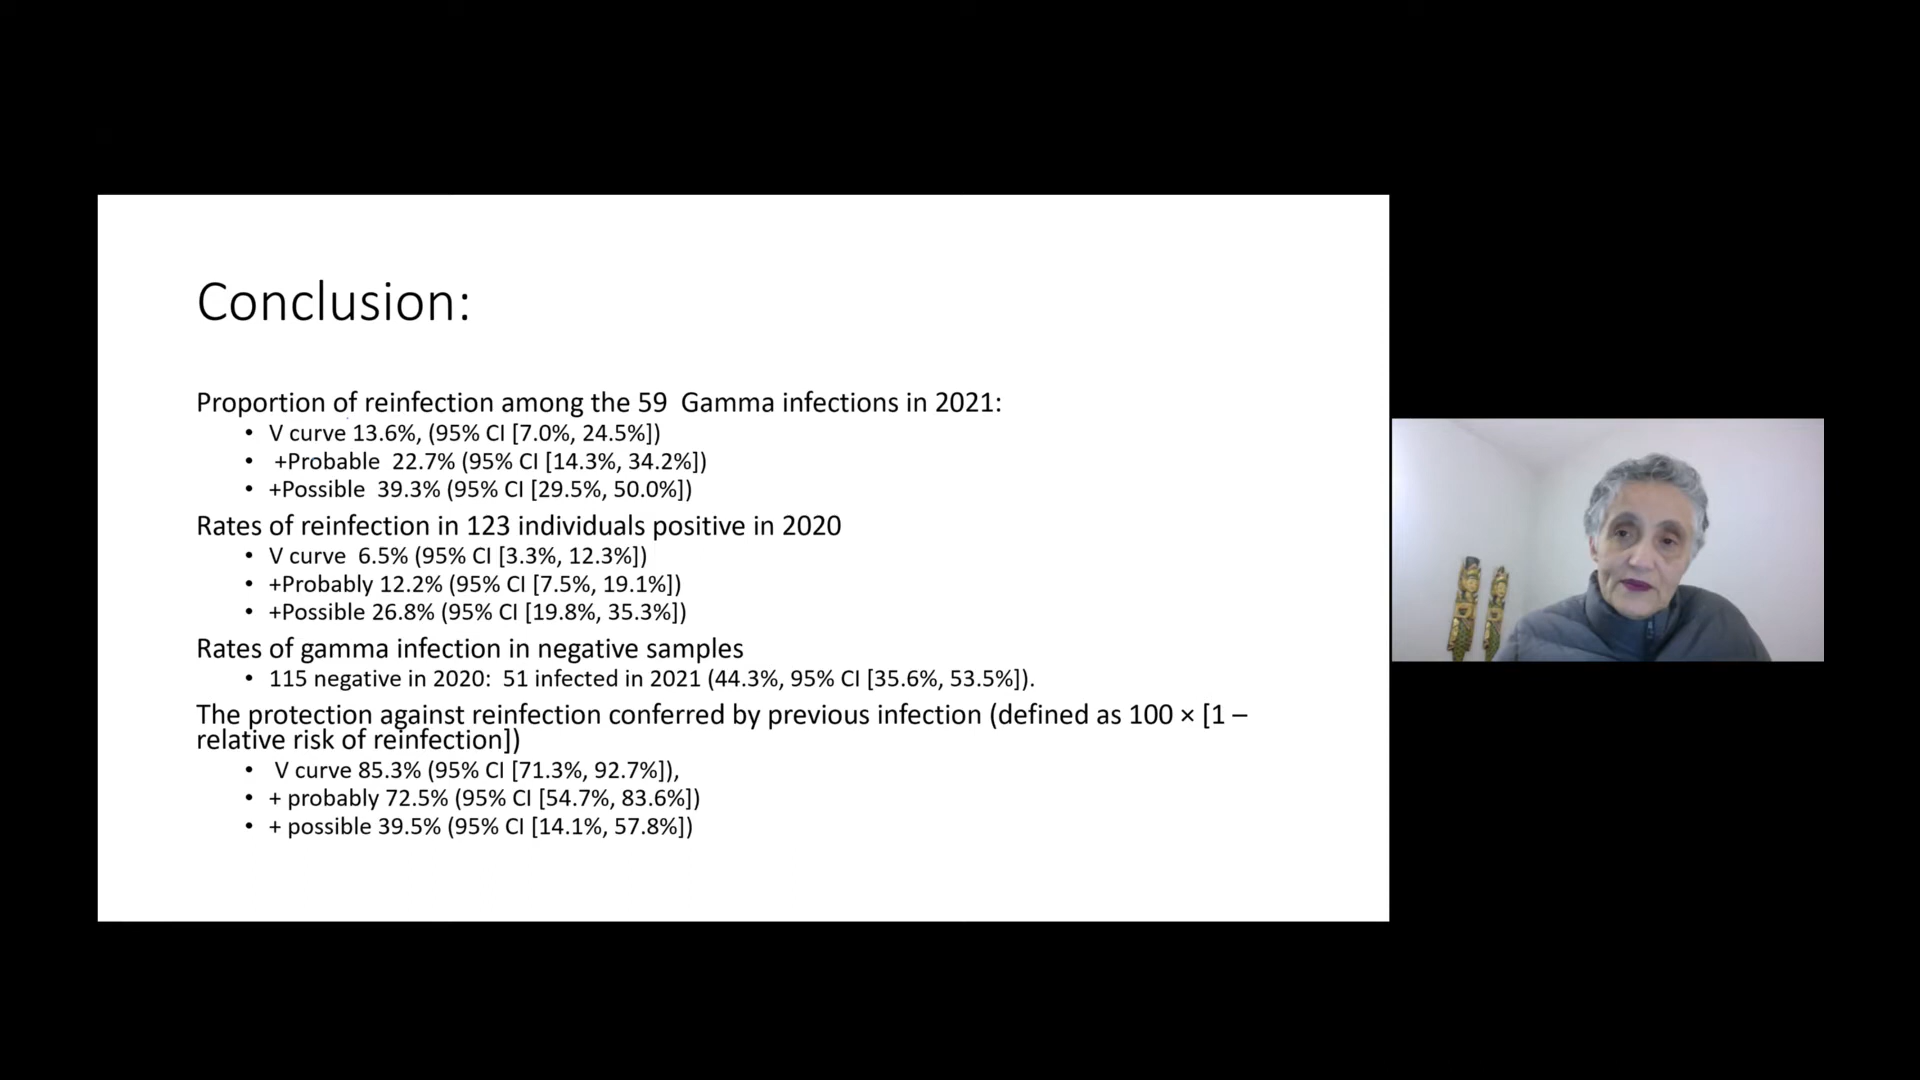 Conclusion:
Proportion of reinfection among the 59 Gamma infections in 2021:
• V curve 13.6%, (95% CI [7.0%, 24.5%])
• +Probable 22.7% (95% CI [14.3%, 34.2%])
• +Possible 39.3% (95% CI [29.5%, 50.0%])
Rates of reinfection in 123 individuals positive in 2020
• V curve 6.5% (95% CI [3.3%, 12.3%])
• +Probably 12.2% (95% CI [7.5%, 19.1%])
• +Possible 26.8% (95% CI [19.8%, 35.3%])
Rates of gamma infection in negative samples
• 115 negative in 2020: 51 infected in 2021 (44.3%, 95% CI [35.6%, 53.5%]).
The protection against reinfection conferred by previous infection (defined as 100 × [1 –
relative risk of reinfection])
• V curve 85.3% (95% CI [71.3%, 92.7%]),
• + probably 72.5% (95% CI [54.7%, 83.6%])
• + possible 39.5% (95% CI [14.1%, 57.8%])